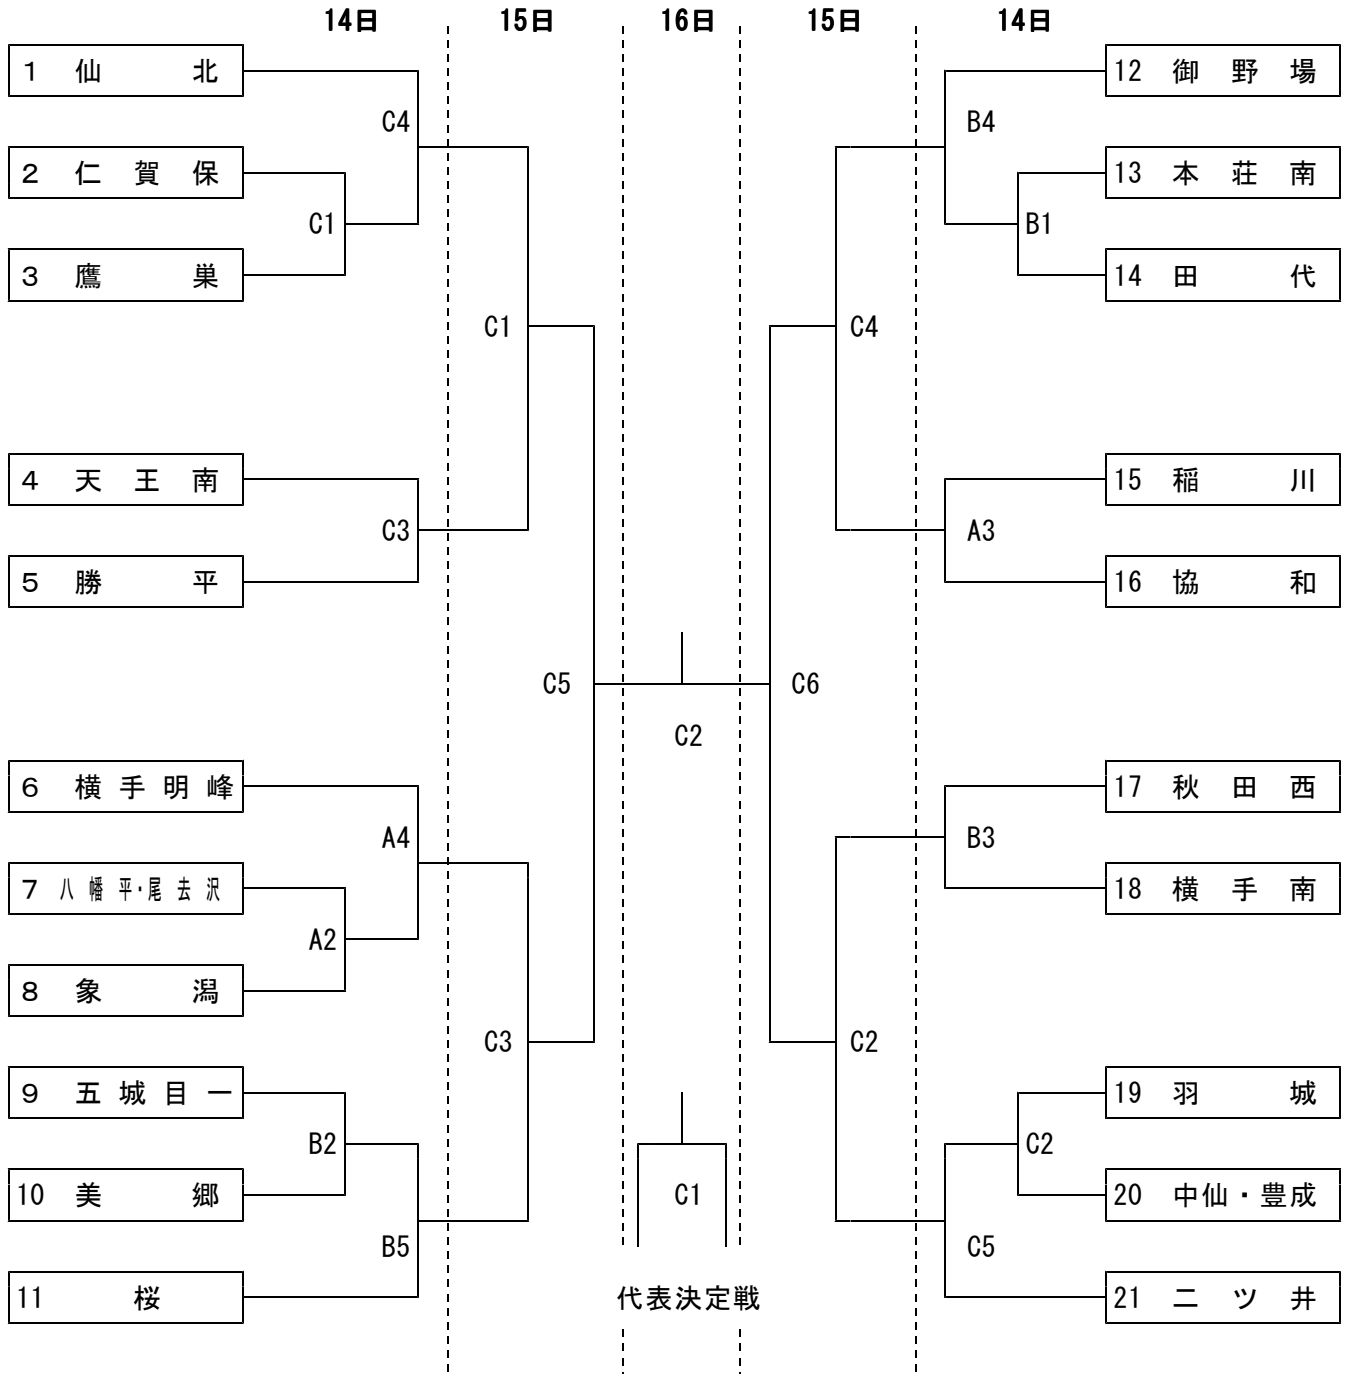 14日 15日 16日 15日 14日
1 仙 北
12 御 野 場
C4
B4
2 仁 賀 保
13 本 荘 南
C1
B1
3 鷹 巣
14 田 代
C1
C4
4 天 王 南
15 稲 川
C3
A3
5 勝 平
16 協 和
C5
C6
C2
6 横 手 明 峰
17 秋 田 西
A4
B3
7 八 幡 平・尾 去 沢
18 横 手 南
A2
8 象 潟
C3
C2
9 五 城 目 一
19 羽 城
B2
C2
10 美 郷
C1
20 中仙・豊成
B5
C5
11 桜
代表決定戦
21 二 ツ 井